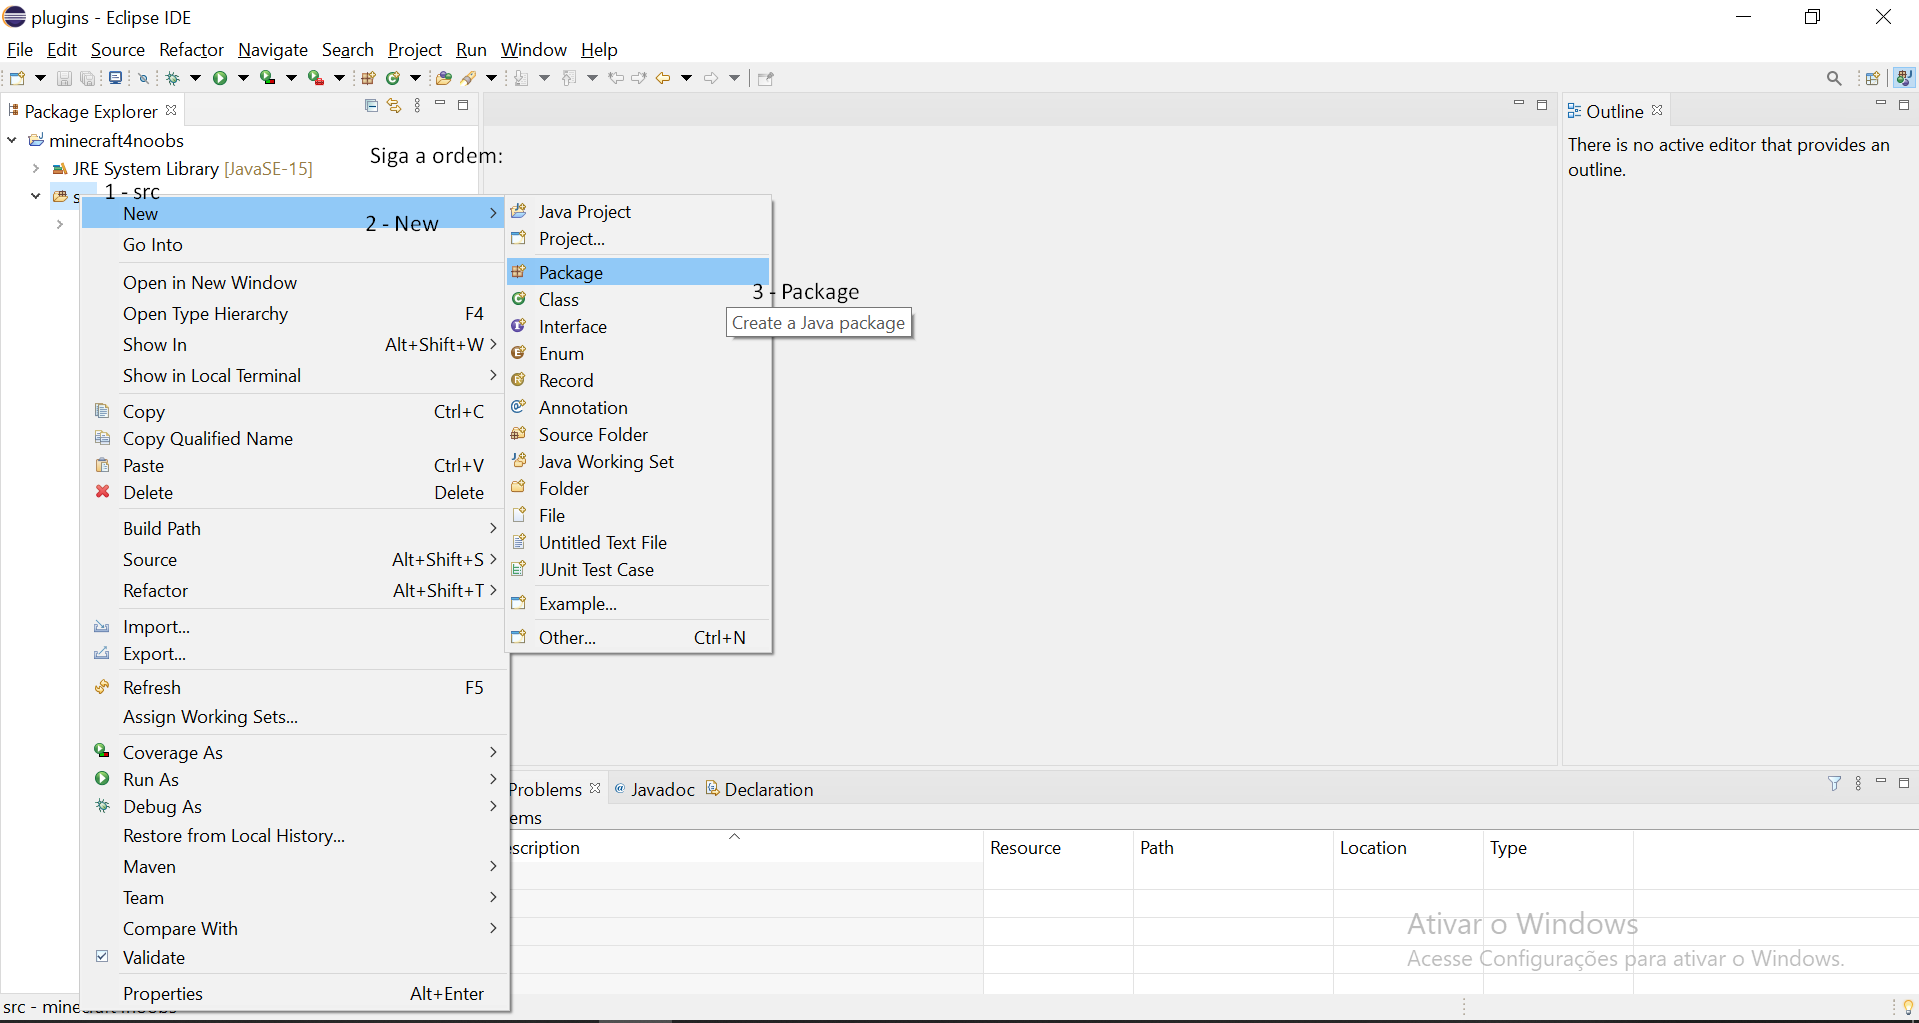 plugins - Eclipse IDE
File Edit Source Refactor Navigate Search Project Run Window Help
Package Explorer
minecraft4noobs
JRE System Library [JavaSE-15]
s
Siga a ordem:
1 - src
2 - New
3 - Package
New
Go Into
Open in New Window
Open Type Hierarchy F4
Show In Alt+Shift+W
Show in Local Terminal
Copy Ctrl+C
Copy Qualified Name
Paste Ctrl+V
Delete Delete
Build Path
Source Alt+Shift+S
Refactor Alt+Shift+T
Import...
Export...
Refresh F5
Assign Working Sets...
Coverage As
Run As
Debug As
Restore from Local History...
Maven
Team
Compare With
Validate
Properties Alt+Enter
Java Project
Project...
Package
Class
Interface
Enum
Record
Annotation
Source Folder
Java Working Set
Folder
File
Untitled Text File
JUnit Test Case
Example...
Other... Ctrl+N
Create a Java package
Outline
There is no active editor that provides an
outline.
Problems Javadoc Declaration
ems
scription Resource Path Location Type
Ativar o Windows
Acesse Configurações para ativar o Windows.
src -